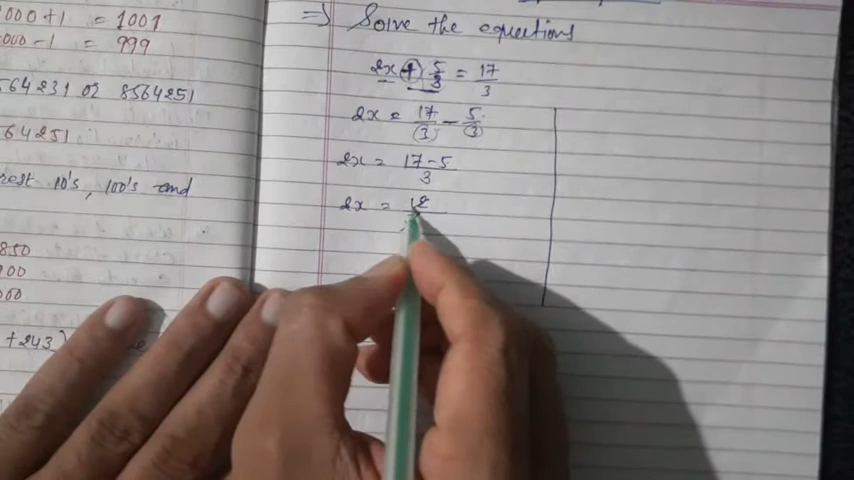 000 + 1 = 1001
000 - 1 = 999
564231 or 8564251
64251
rest 10's, 100's and
850
00
00
+ 243)
=> Solve the equations
2x + 5/3 = 17/3
2x = 17/3 - 5/3
2x = 17-5/3
2x = 12